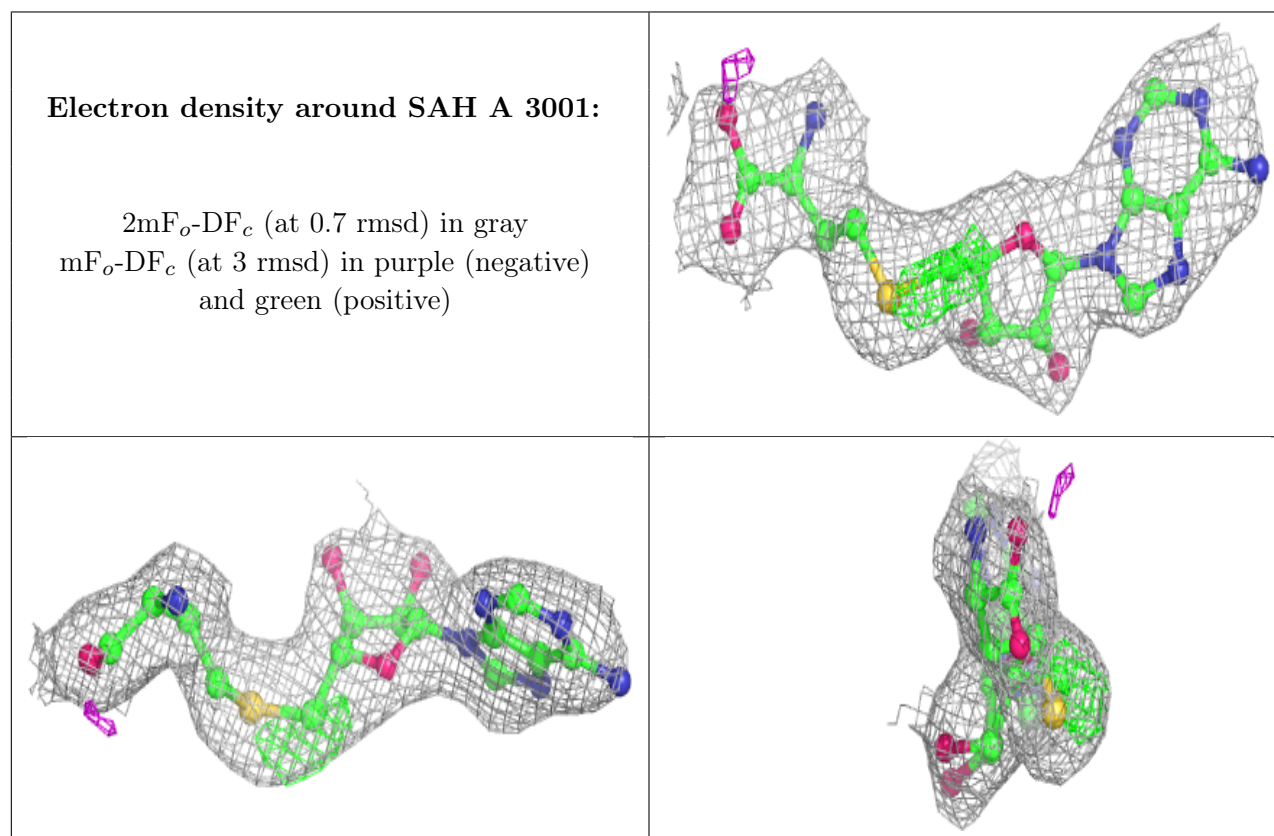 Electron density around SAH A 3001:
2mFo-DFc (at 0.7 rmsd) in gray
mFo-DFc (at 3 rmsd) in purple (negative)
and green (positive)